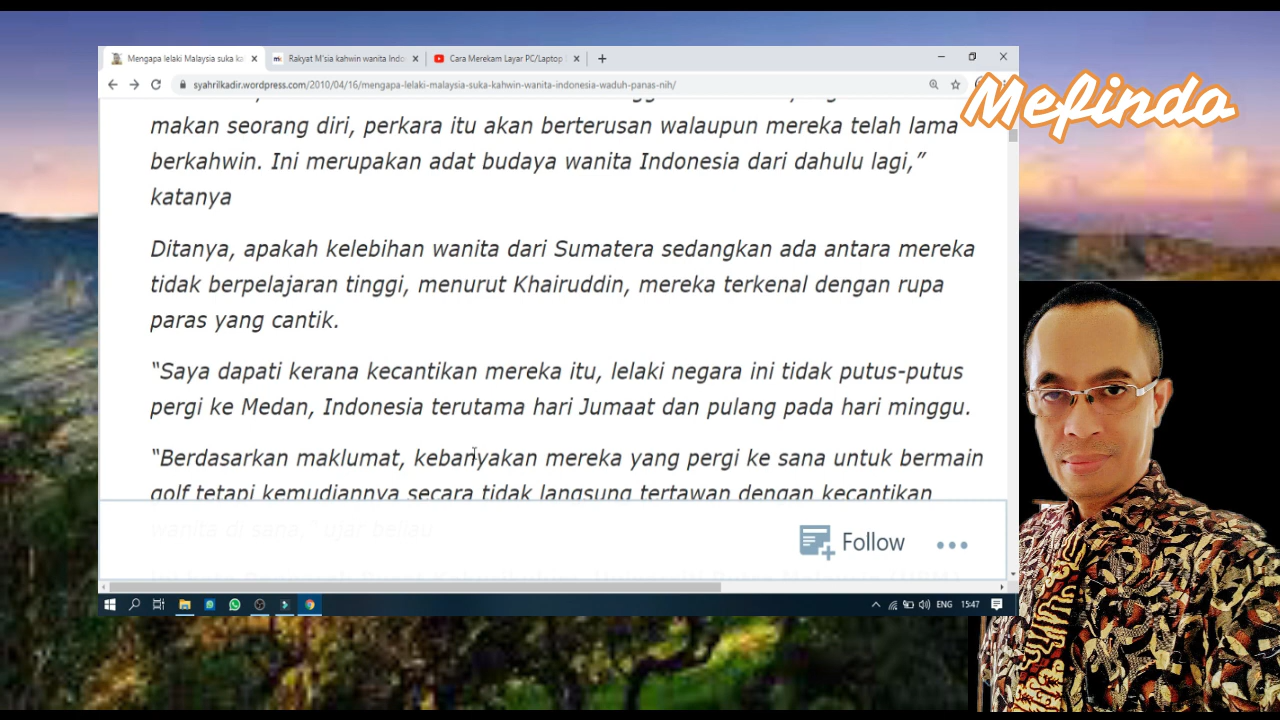 Mengapa lelaki Malaysia suka ka
Rakyat M'sia kahwin wanita Indo
Cara Merekam Layar PC/Laptop
syahrilkadir.wordpress.com/2010/04/16/mengapa-lelaki-malaysia-suka-kahwin-wanita-indonesia-waduh-panas-nih/
Mefindo
makan seorang diri, perkara itu akan berterusan walaupun mereka telah lama
berkahwin. Ini merupakan adat budaya wanita Indonesia dari dahulu lagi,”
katanya
Ditanya, apakah kelebihan wanita dari Sumatera sedangkan ada antara mereka
tidak berpelajaran tinggi, menurut Khairuddin, mereka terkenal dengan rupa
paras yang cantik.
“Saya dapati kerana kecantikan mereka itu, lelaki negara ini tidak putus-putus
pergi ke Medan, Indonesia terutama hari Jumaat dan pulang pada hari minggu.
“Berdasarkan maklumat, kebanyakan mereka yang pergi ke sana untuk bermain
golf tetapi kemudiannya secara tidak langsung tertawan dengan kecantikan
wanita di sana,” ujar beliau
Follow
ENG
15:47